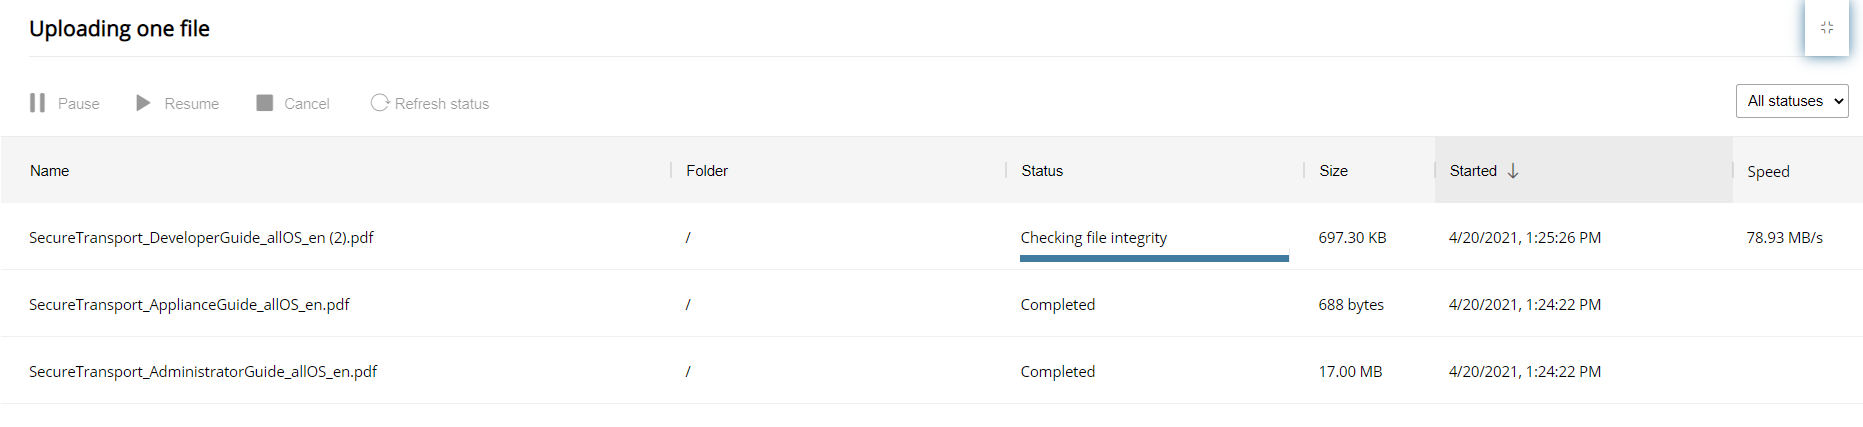 Uploading one file
Pause Resume Cancel Refresh status All statuses
Name Folder Status Size Started Speed
SecureTransport_DeveloperGuide_allOS_en (2).pdf / Checking file integrity 697.30 KB 4/20/2021, 1:25:26 PM 78.93 MB/s
SecureTransport_ApplianceGuide_allOS_en.pdf / Completed 688 bytes 4/20/2021, 1:24:22 PM
SecureTransport_AdministratorGuide_allOS_en.pdf / Completed 17.00 MB 4/20/2021, 1:24:22 PM